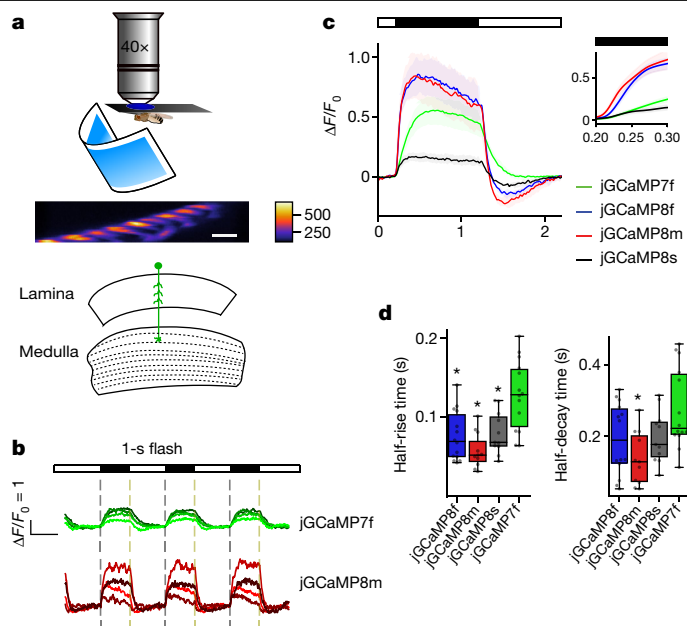 a
40×
500
250
Lamina
Medulla
b
1-s flash
ΔF/F0 = 1
jGCaMP7f
jGCaMP8m
c
ΔF/F0
1.0
0.5
0
0
1
2
0.5
0
0.20
0.25
0.30
jGCaMP7f
jGCaMP8f
jGCaMP8m
jGCaMP8s
d
Half-rise time (s)
0.2
0.1
*
*
*
jGCaMP8f
jGCaMP8m
jGCaMP8s
jGCaMP7f
Half-decay time (s)
0.4
0.2
*
jGCaMP8f
jGCaMP8m
jGCaMP8s
jGCaMP7f